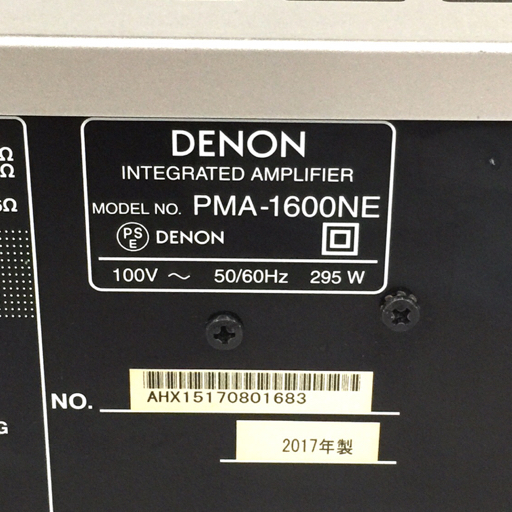 DENON
INTEGRATED AMPLIFIER
MODEL NO. PMA-1600NE
PS E DENON
100V ～ 50/60Hz 295 W
Ω
Ω
Ω
G
NO. AHX15170801683
2017年製